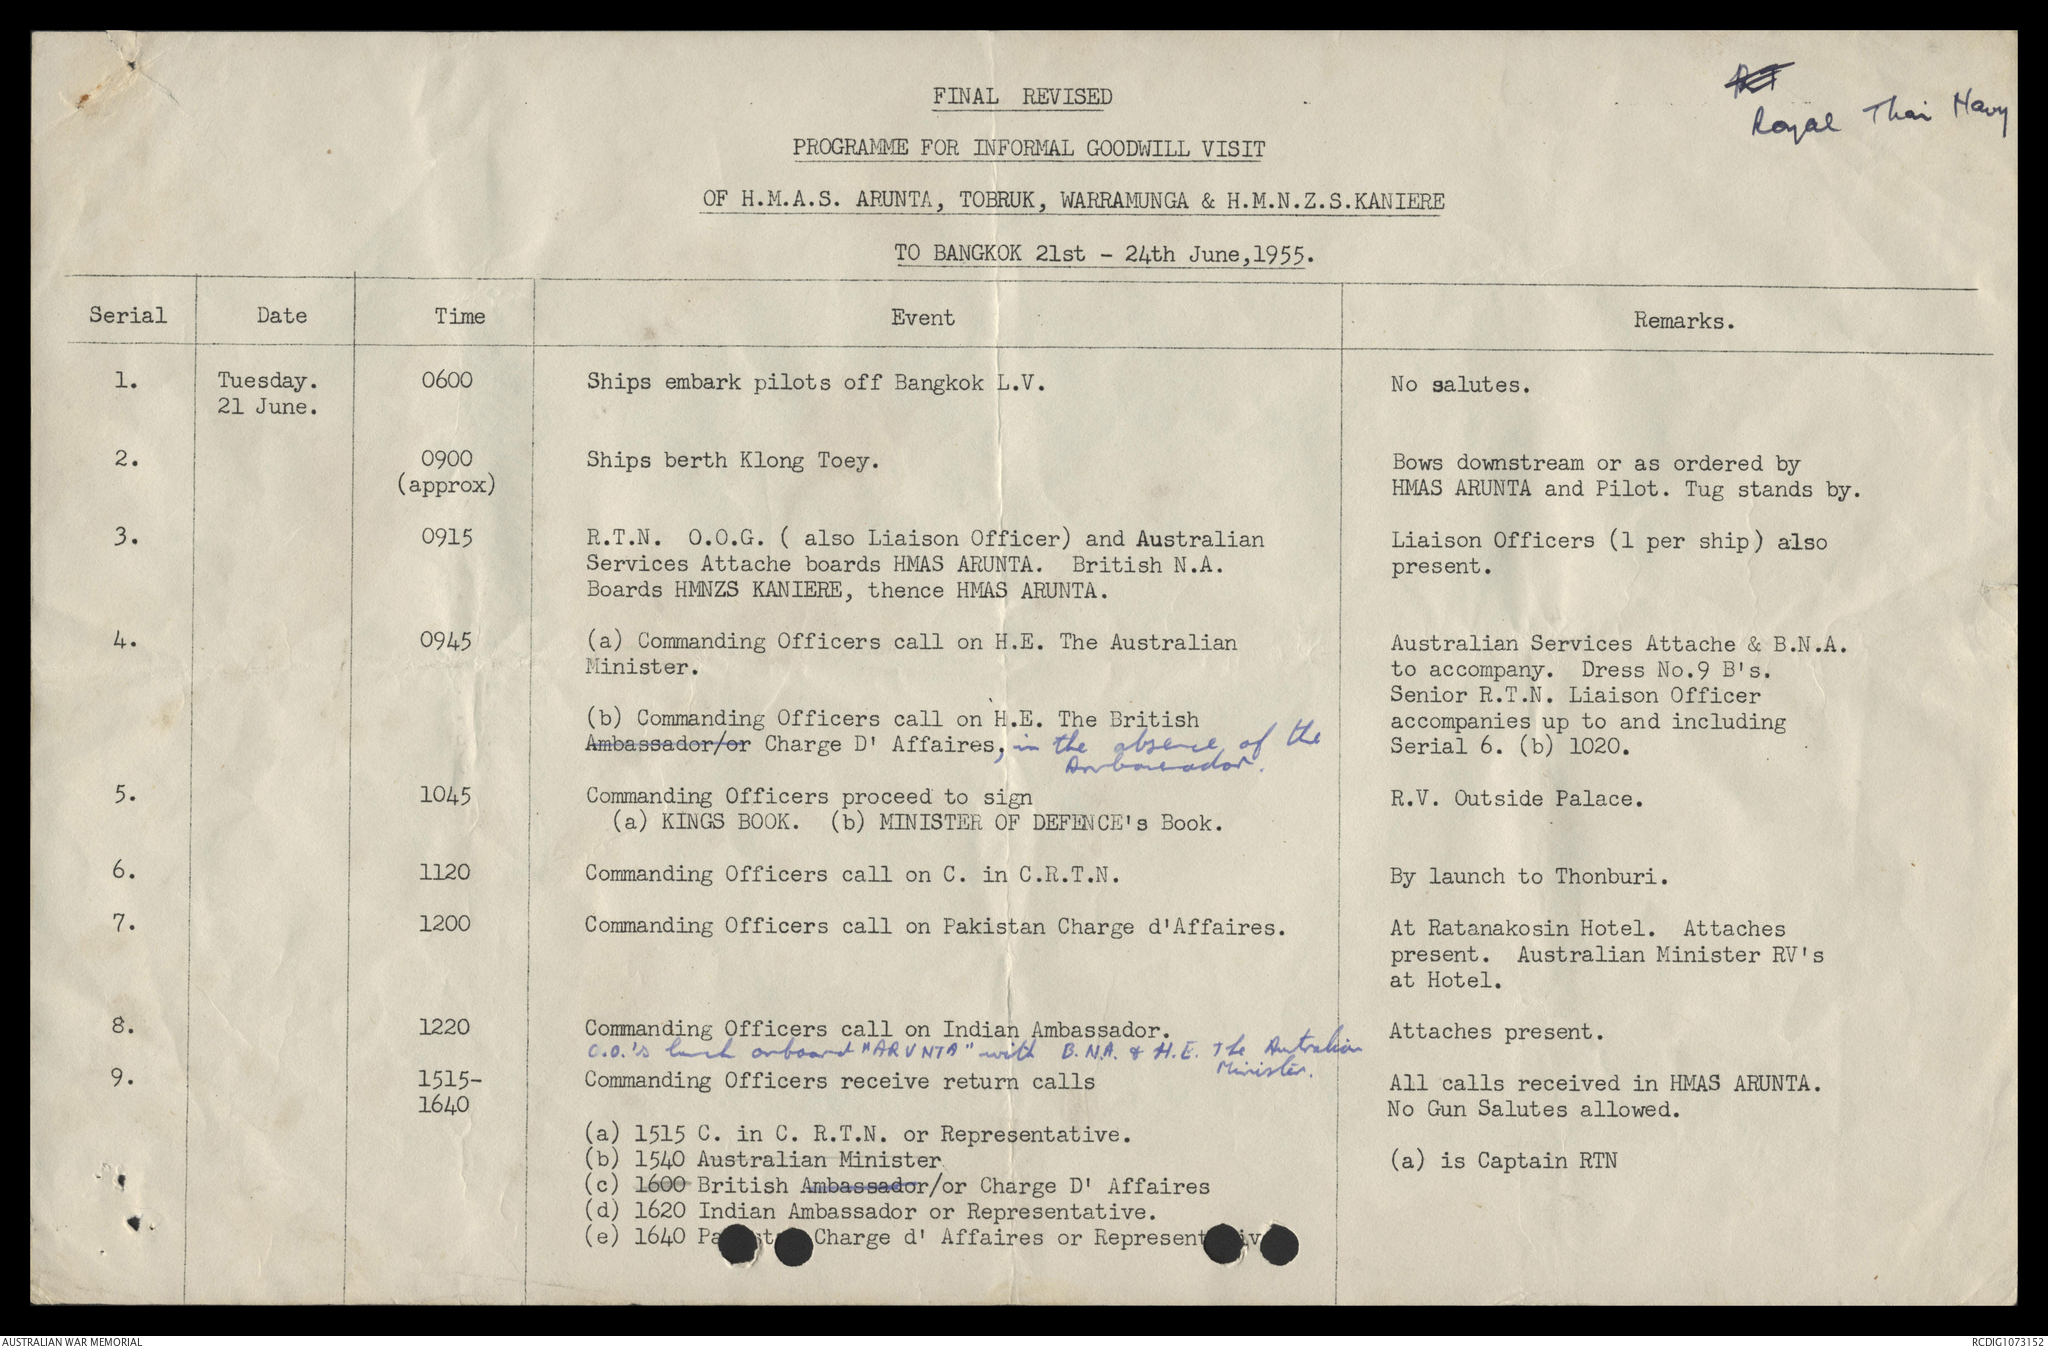 Royal Thai Navy
FINAL REVISED
PROGRAMME FOR INFORMAL GOODWILL VISIT
OF H.M.A.S. ARUNTA, TOBRUK, WARRAMUNGA & H.M.N.Z.S.KANIERE
TO BANGKOK 21st - 24th June,1955.
Serial Date Time Event Remarks.
1. Tuesday. 0600 Ships embark pilots off Bangkok L.V. No salutes.
21 June.
2. 0900 Ships berth Klong Toey. Bows downstream or as ordered by
(approx) HMAS ARUNTA and Pilot. Tug stands by.
3. 0915 R.T.N. O.O.G. ( also Liaison Officer) and Australian Liaison Officers (1 per ship) also
Services Attache boards HMAS ARUNTA. British N.A. present.
Boards HMNZS KANIERE, thence HMAS ARUNTA.
4. 0945 (a) Commanding Officers call on H.E. The Australian Australian Services Attache & B.N.A.
Minister. to accompany. Dress No.9 B's.
Senior R.T.N. Liaison Officer
(b) Commanding Officers call on H.E. The British accompanies up to and including
Ambassador/or Charge D' Affaires, in the absence of the Serial 6. (b) 1020.
Ambassador.
5. 1045 Commanding Officers proceed to sign R.V. Outside Palace.
(a) KINGS BOOK. (b) MINISTER OF DEFENCE's Book.
6. 1120 Commanding Officers call on C. in C.R.T.N. By launch to Thonburi.
7. 1200 Commanding Officers call on Pakistan Charge d'Affaires. At Ratanakosin Hotel. Attaches
present. Australian Minister RV's
at Hotel.
8. 1220 Commanding Officers call on Indian Ambassador. Attaches present.
C.O.'s lunch onboard "ARUNTA" with B.N.A. & H.E. The Australian
Minister.
9. 1515- Commanding Officers receive return calls All calls received in HMAS ARUNTA.
1640 No Gun Salutes allowed.
(a) 1515 C. in C. R.T.N. or Representative.
(b) 1540 Australian Minister (a) is Captain RTN
(c) 1600 British Ambassador/or Charge D' Affaires
(d) 1620 Indian Ambassador or Representative.
(e) 1640 Charge d' Affaires or
AUSTRALIAN WAR MEMORIAL RCDIG1073152